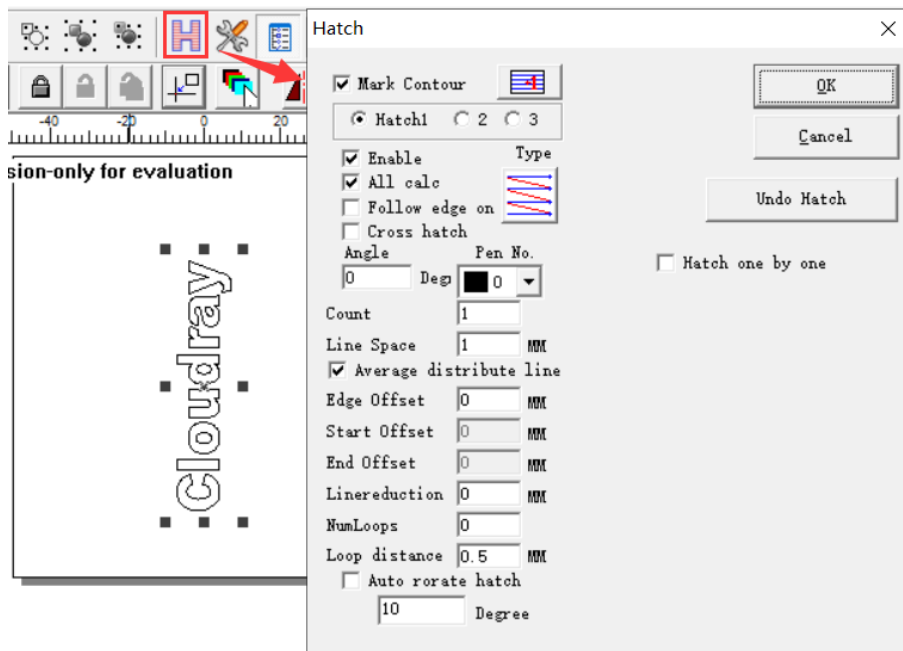 Hatch
Mark Contour
OK
Hatch1 2 3
Cancel
Enable
Type
All calc
Follow edge on
Cross hatch
Undo Hatch
Angle
Pen No.
0 Deg
0
Hatch one by one
Count 1
Line Space 1 MM
Average distribute line
Edge Offset 0 MM
Start Offset 0 MM
End Offset 0 MM
Linereduction 0 MM
NumLoops 0
Loop distance 0.5 MM
Auto rorate hatch
10 Degree
H
-40 -20 0 20
sion-only for evaluation
Cloudray